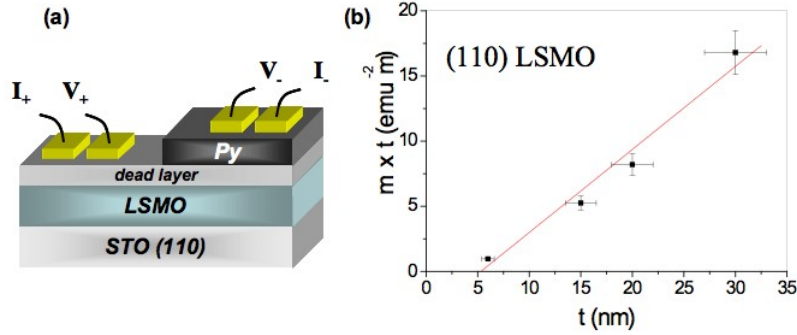 (a)
I+ V+
V- I-
Py
dead layer
LSMO
STO (110)
(b)
(110) LSMO
m x t (emu m-2)
20
15
10
5
0
0 5 10 15 20 25 30 35
t (nm)